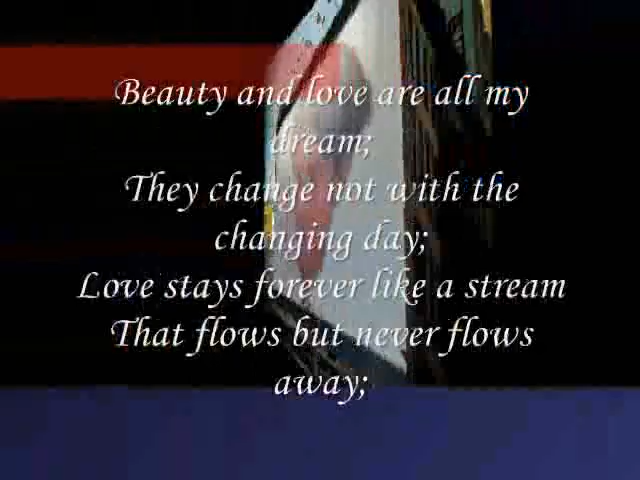 Beauty and love are all my
dream;
They change not with the
changing day;
Love stays forever like a stream
That flows but never flows
away;